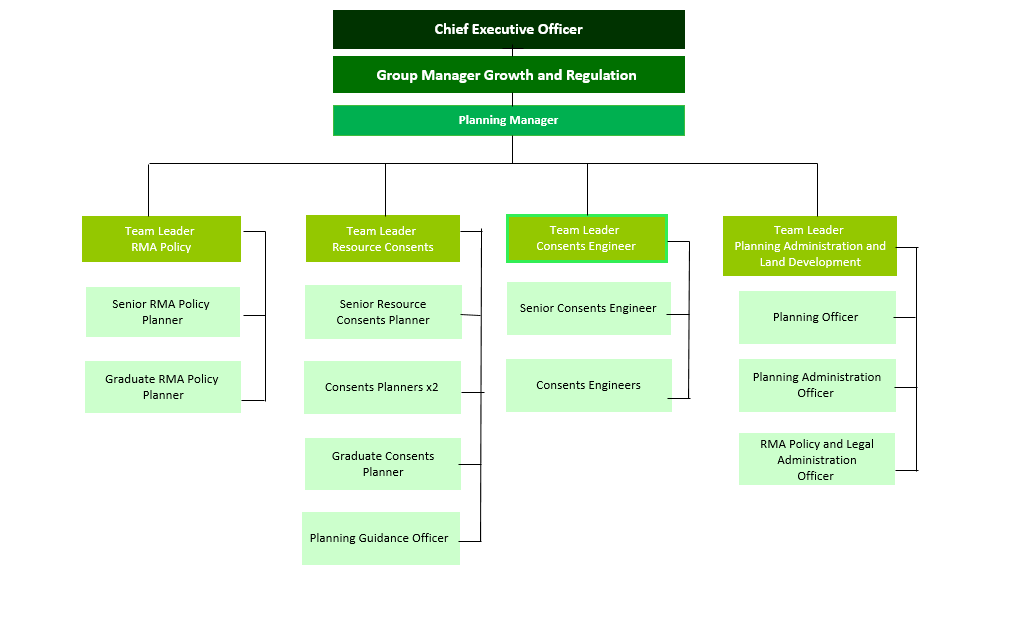 Chief Executive Officer
Group Manager Growth and Regulation
Planning Manager
Team Leader
RMA Policy
Senior RMA Policy
Planner
Graduate RMA Policy
Planner
Team Leader
Resource Consents
Senior Resource
Consents Planner
Consents Planners x2
Graduate Consents
Planner
Planning Guidance Officer
Team Leader
Consents Engineer
Senior Consents Engineer
Consents Engineers
Team Leader
Planning Administration and
Land Development
Planning Officer
Planning Administration
Officer
RMA Policy and Legal
Administration
Officer